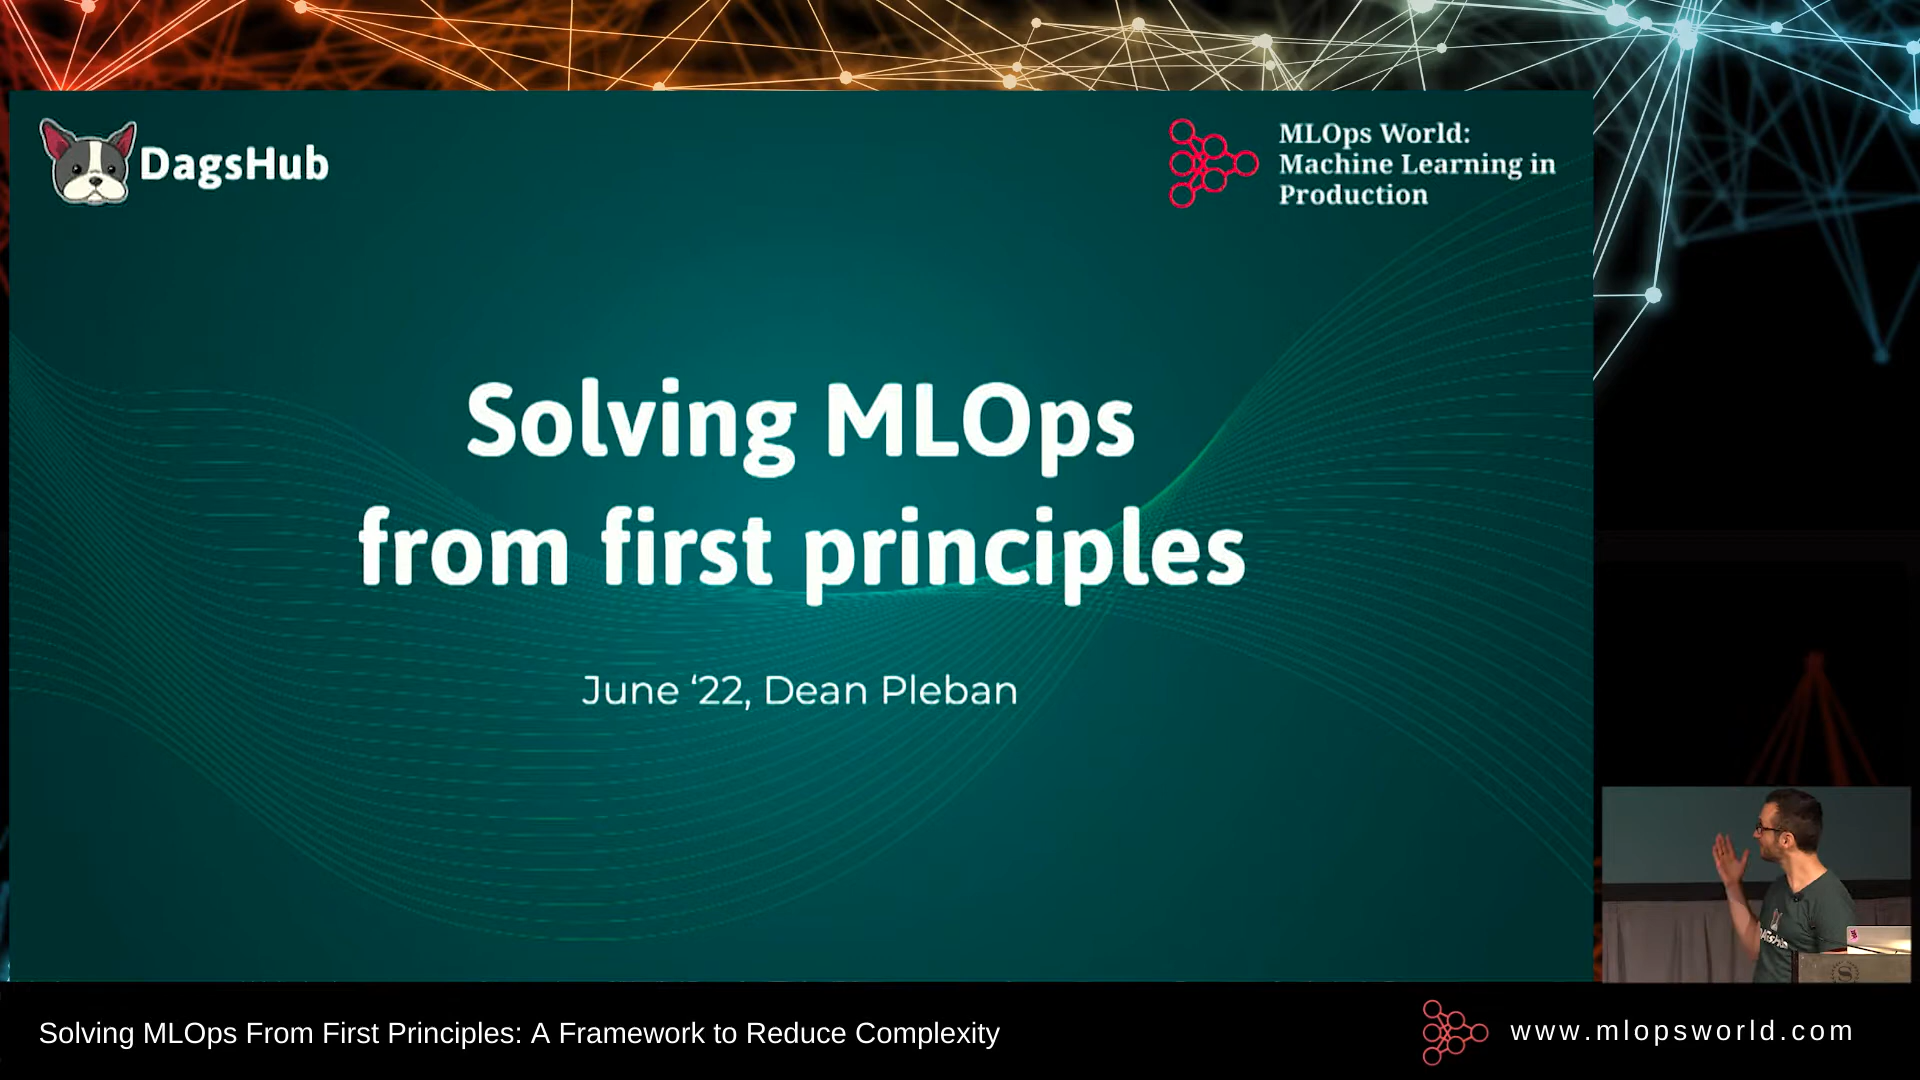 DagsHub
MLOps World:
Machine Learning in
Production
Solving MLOps
from first principles
June ‘22, Dean Pleban
DAGsHub
S
Solving MLOps From First Principles: A Framework to Reduce Complexity
www.mlopsworld.com